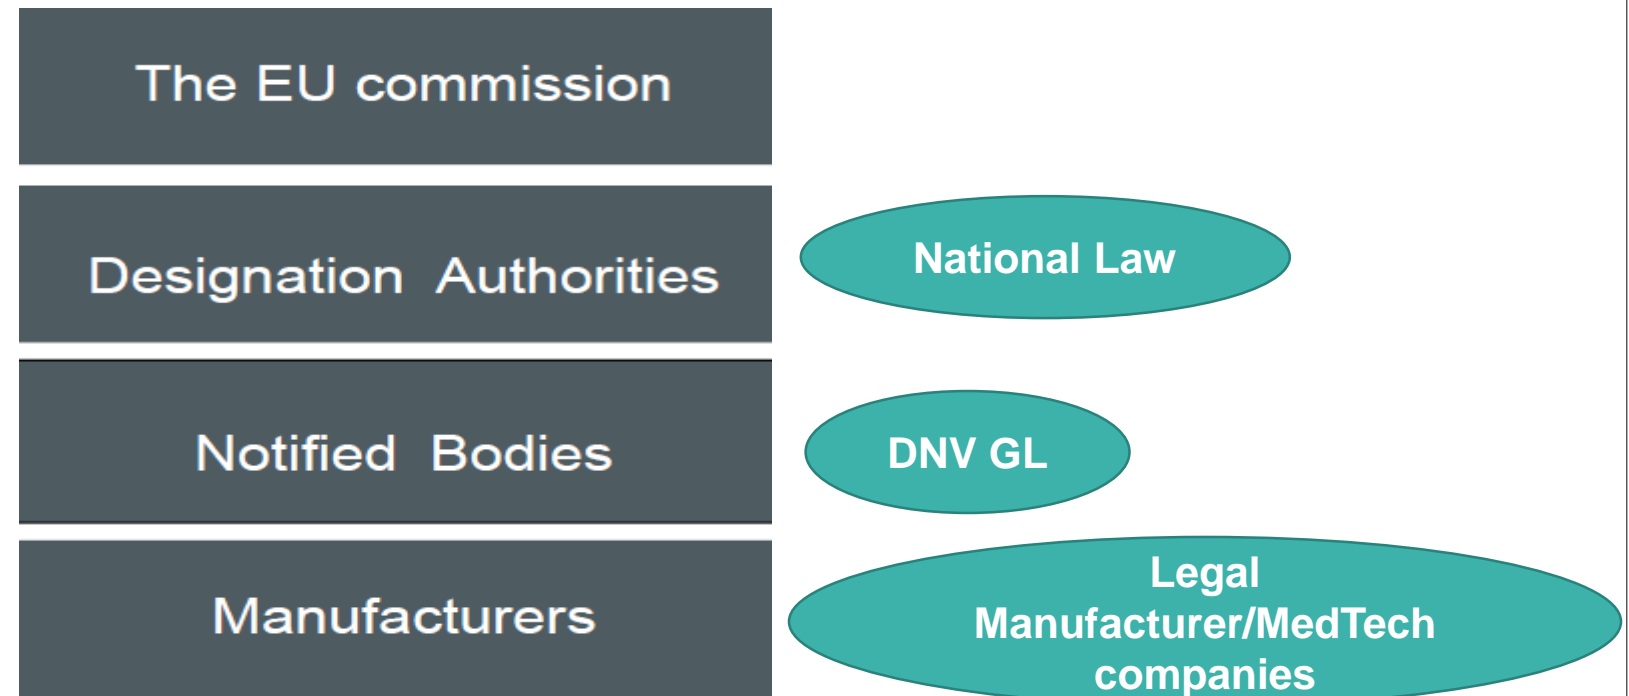 The EU commission
Designation Authorities
National Law
Notified Bodies
DNV GL
Manufacturers
Legal
Manufacturer/MedTech
companies